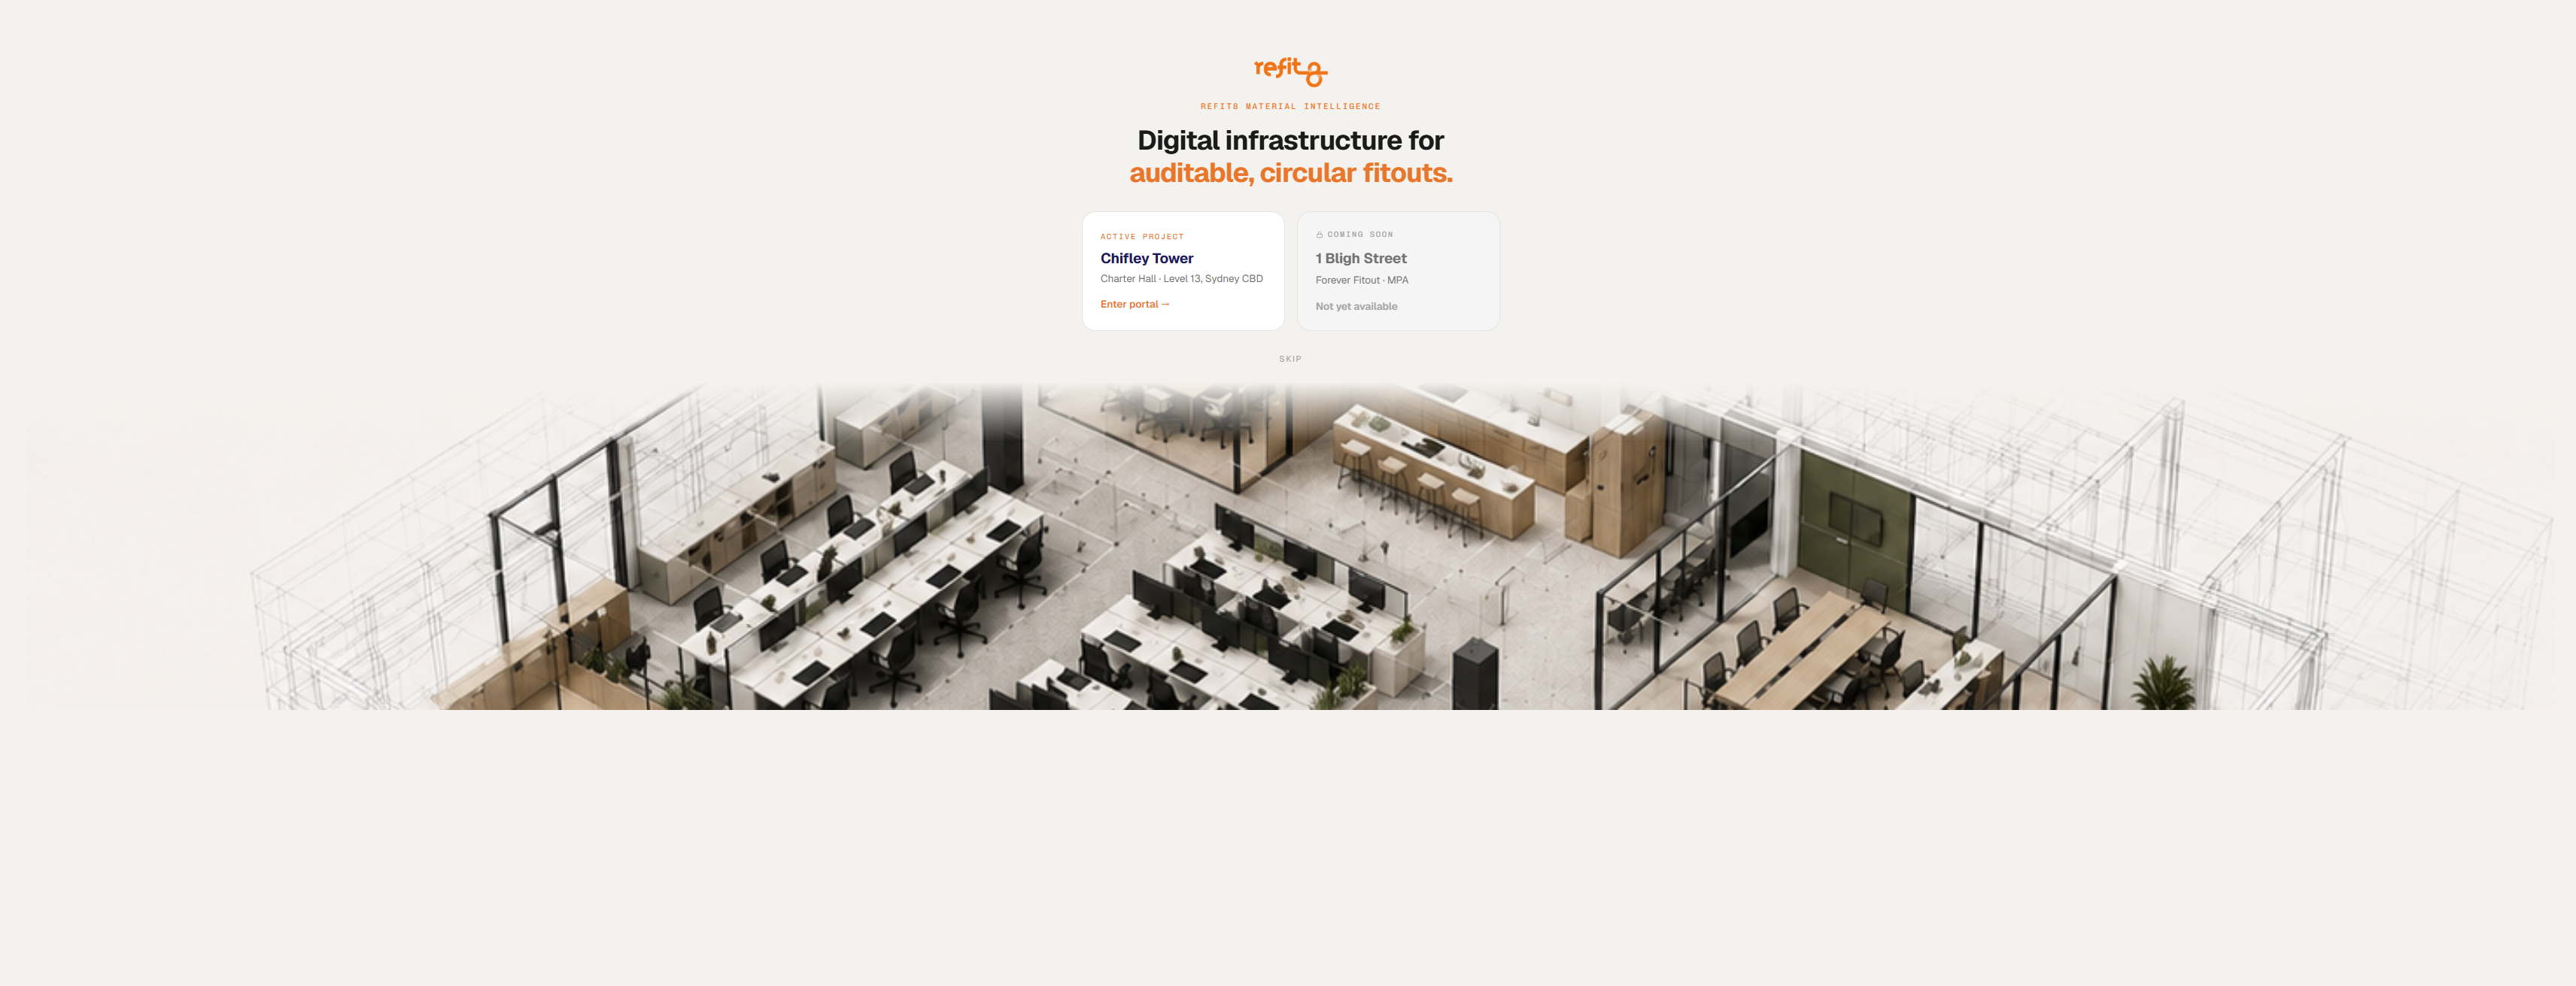 refit8
REFIT8 MATERIAL INTELLIGENCE
Digital infrastructure for
auditable, circular fitouts.
ACTIVE PROJECT
Chifley Tower
Charter Hall · Level 13, Sydney CBD
Enter portal →
COMING SOON
1 Bligh Street
Forever Fitout · MPA
Not yet available
SKIP